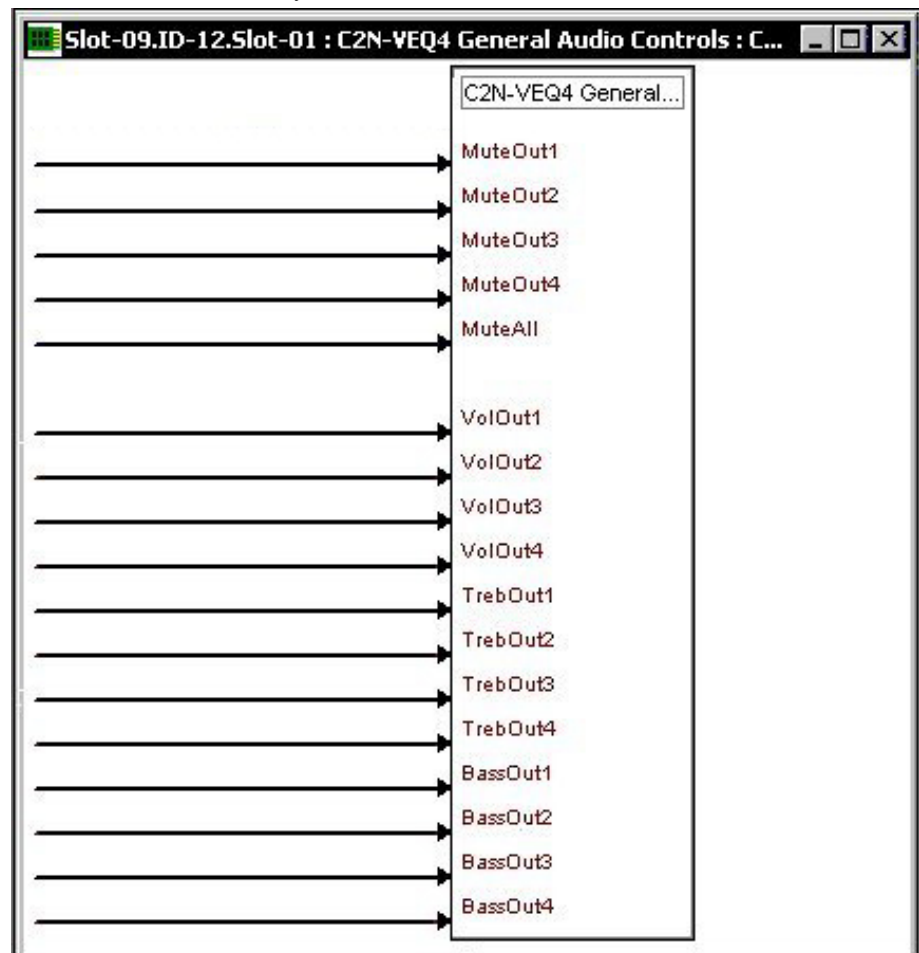 Slot-09.ID-12.Slot-01 : C2N-VEQ4 General Audio Controls : C...
C2N-VEQ4 General...
MuteOut1
MuteOut2
MuteOut3
MuteOut4
MuteAll
VolOut1
VolOut2
VolOut3
VolOut4
TrebOut1
TrebOut2
TrebOut3
TrebOut4
BassOut1
BassOut2
BassOut3
BassOut4